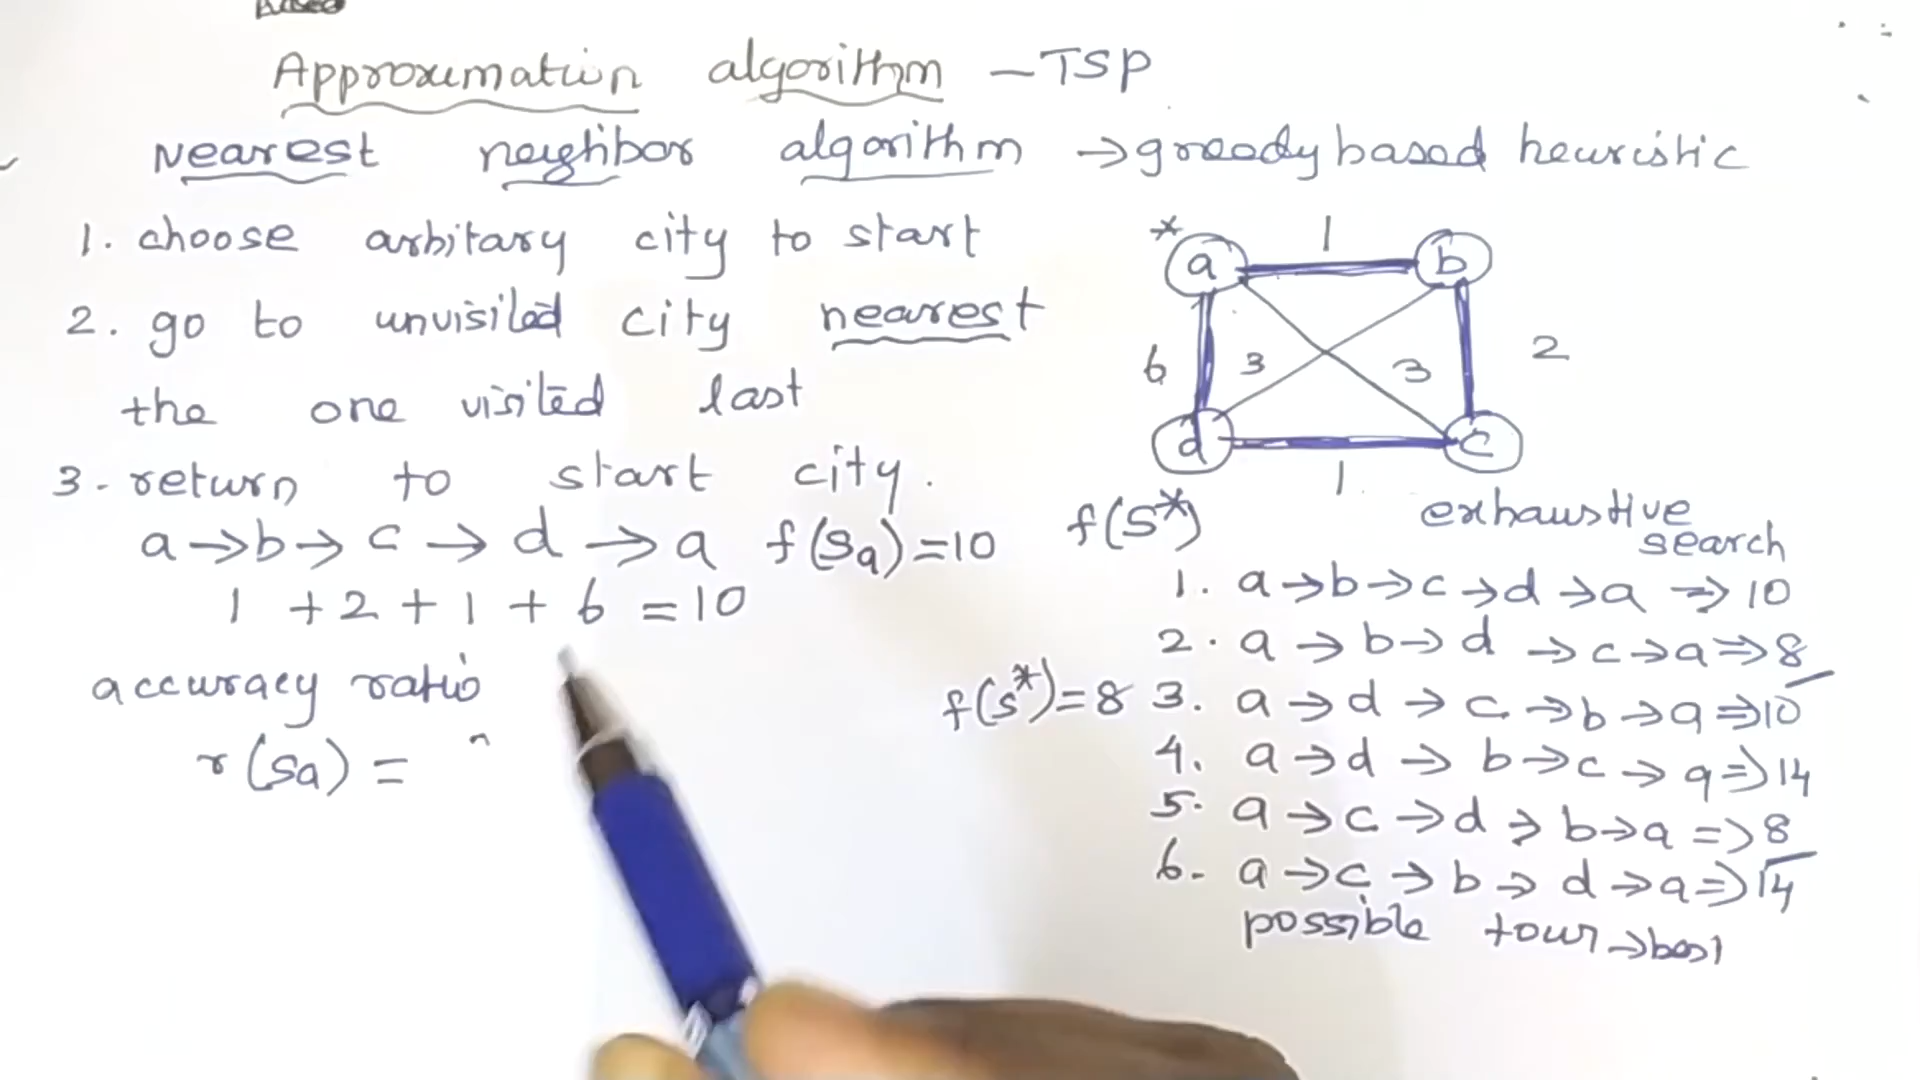 Approximation algorithm - TSP
Nearest neighbor algorithm → greedy based heuristic
1. choose arbitary city to start
2. go to unvisited city nearest
the one visited last
3. return to start city.
a → b → c → d → a f(sa) = 10
1 + 2 + 1 + 6 = 10
accuracy ratio
r(sa) =
* a 1 b
6 3 3 2
d 1 c
f(s*) exhaustive
search
1. a → b → c → d → a ⇒ 10
2. a → b → d → c → a ⇒ 8
f(s*) = 8 3. a → d → c → b → a ⇒ 10
4. a → d → b → c → a ⇒ 14
5. a → c → d → b → a ⇒ 8
6. a → c → b → d → a ⇒ 14
possible tour → best